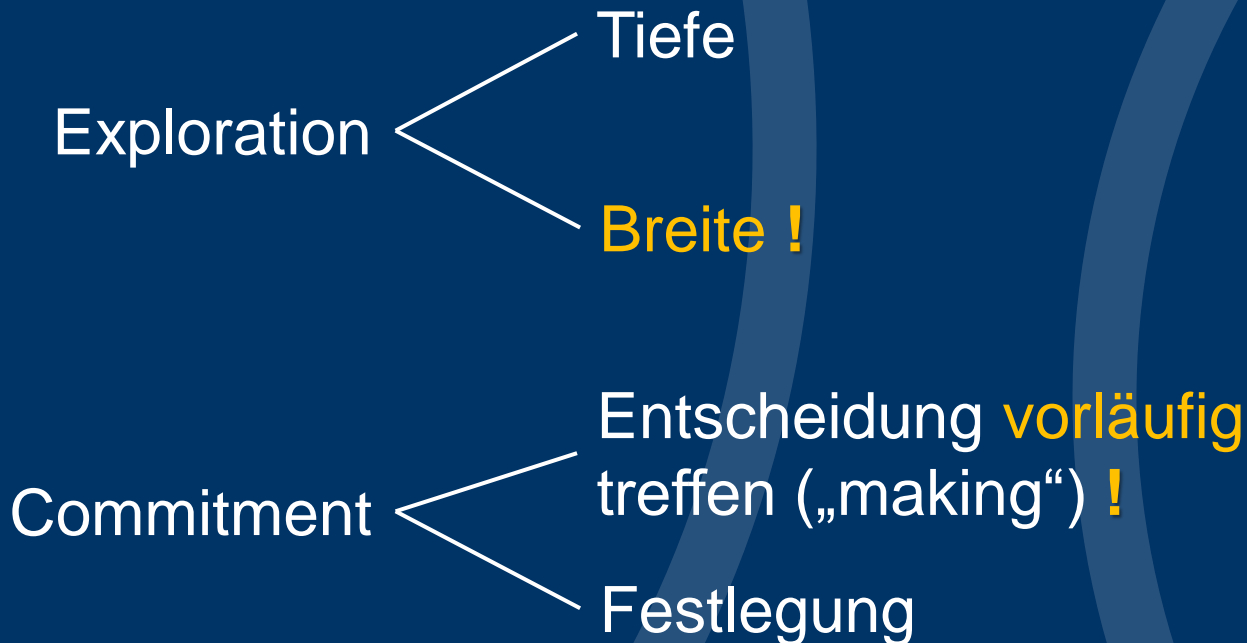 Tiefe
Exploration
Breite !
Entscheidung vorläufig
treffen („making“) !
Commitment
Festlegung